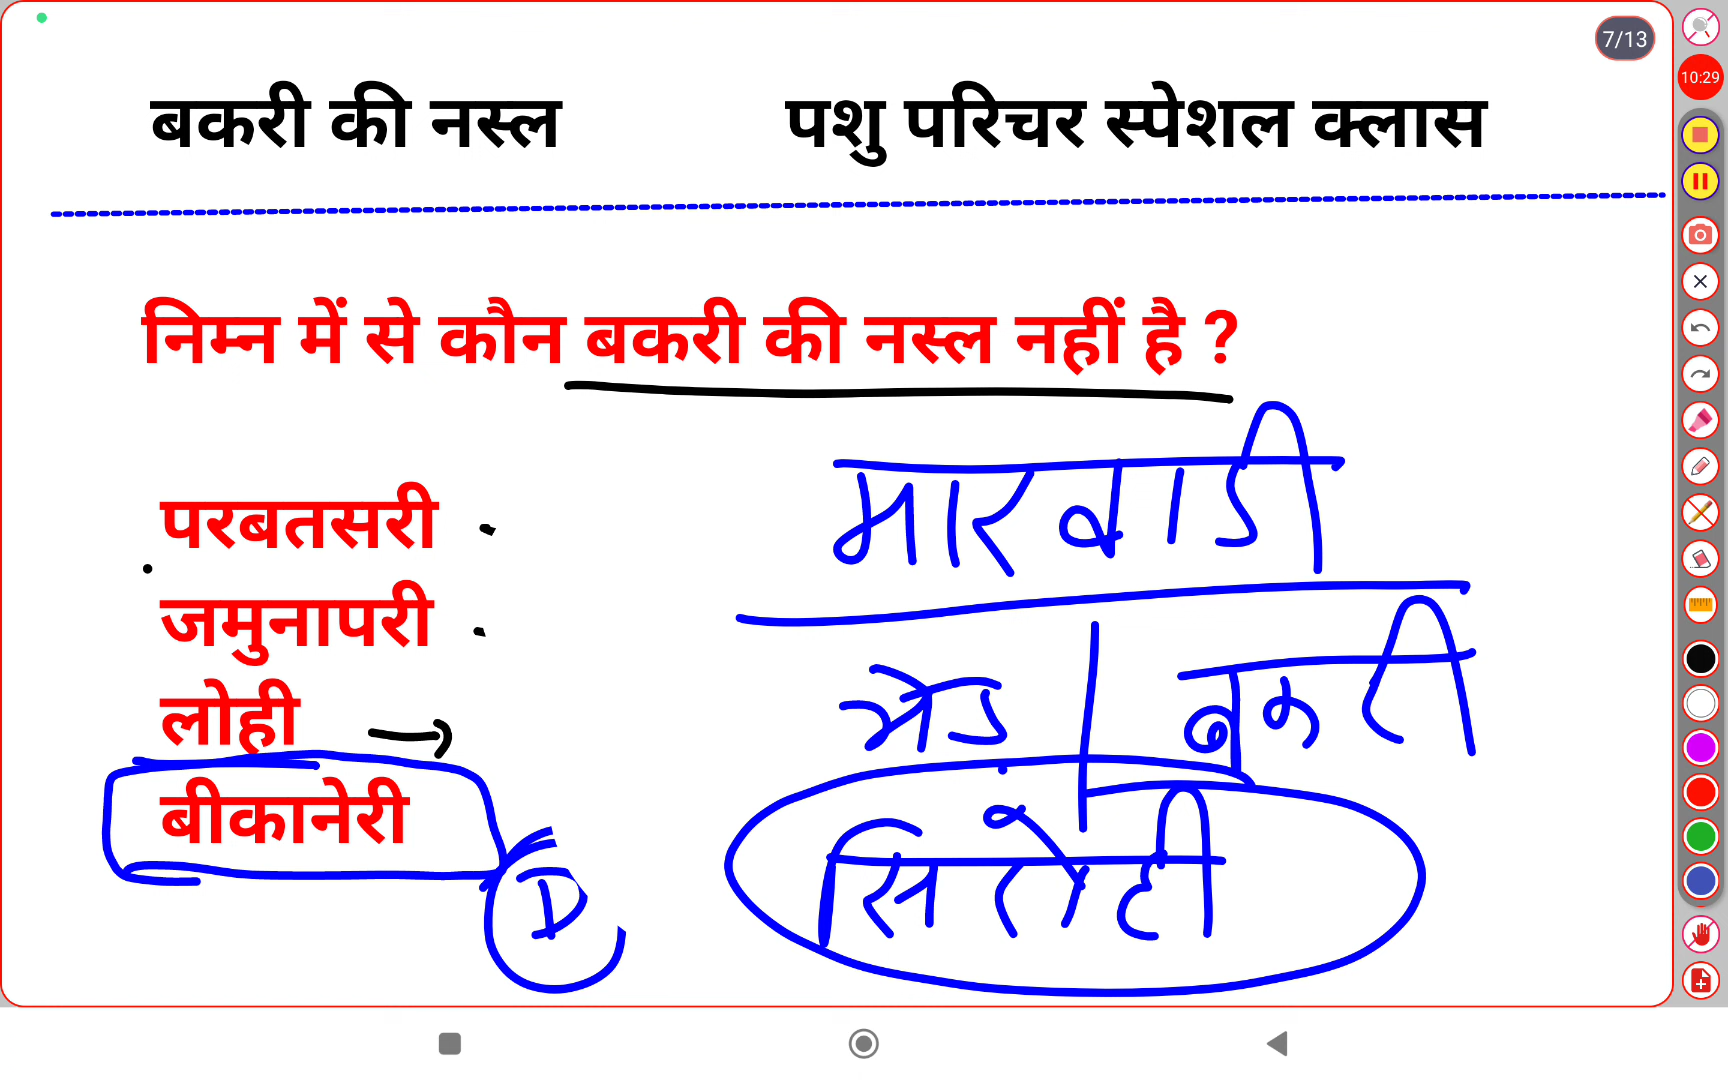 7/13
10:29
बकरी की नस्ल पशु परिचर स्पेशल क्लास
निम्न में से कौन बकरी की नस्ल नहीं है ?
परबतसरी
जमुनापरी
लोही
बीकानेरी
D
मारवाडी
बकरी
सिरोही